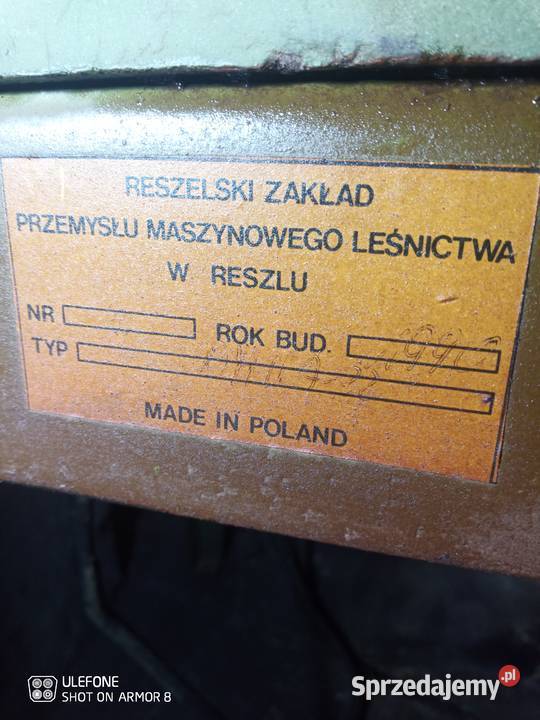 RESZELSKI ZAKŁAD
PRZEMYSŁU MASZYNOWEGO LEŚNICTWA
W RESZLU
NR
ROK BUD.
TYP
MADE IN POLAND
ULEFONE
SHOT ON ARMOR 8
Sprzedajemy.pl